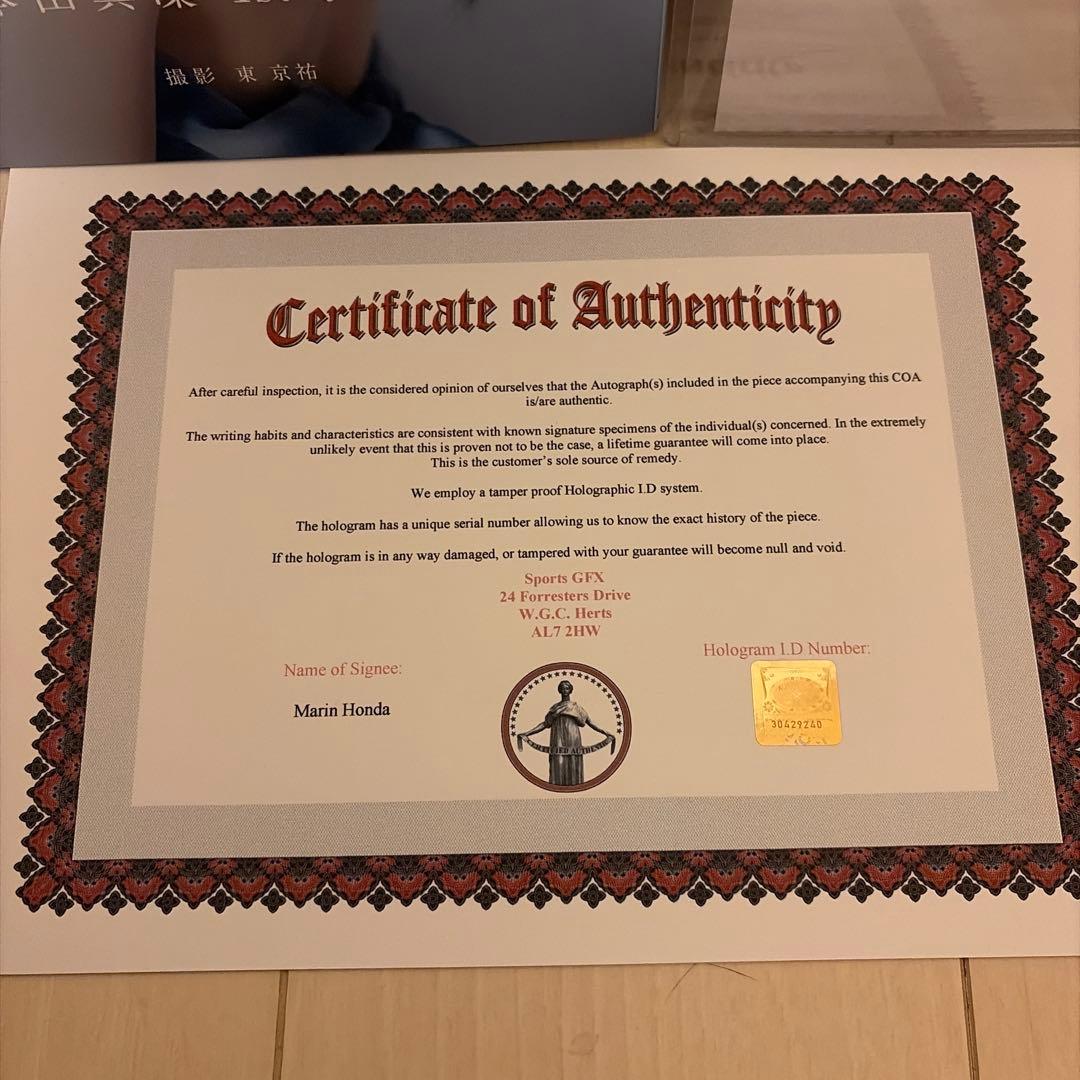 本田真凜 1st
撮影 東 京祐
Certificate of Authenticity
After careful inspection, it is the considered opinion of ourselves that the Autograph(s) included in the piece accompanying this COA
is/are authentic.
The writing habits and characteristics are consistent with known signature specimens of the individual(s) concerned. In the extremely
unlikely event that this is proven not to be the case, a lifetime guarantee will come into place.
This is the customer's sole source of remedy.
We employ a tamper proof Holographic I.D system.
The hologram has a unique serial number allowing us to know the exact history of the piece.
If the hologram is in any way damaged, or tampered with your guarantee will become null and void.
Sports GFX
24 Forresters Drive
W.G.C. Herts
AL7 2HW
Name of Signee:
Hologram I.D Number:
Marin Honda
30429240